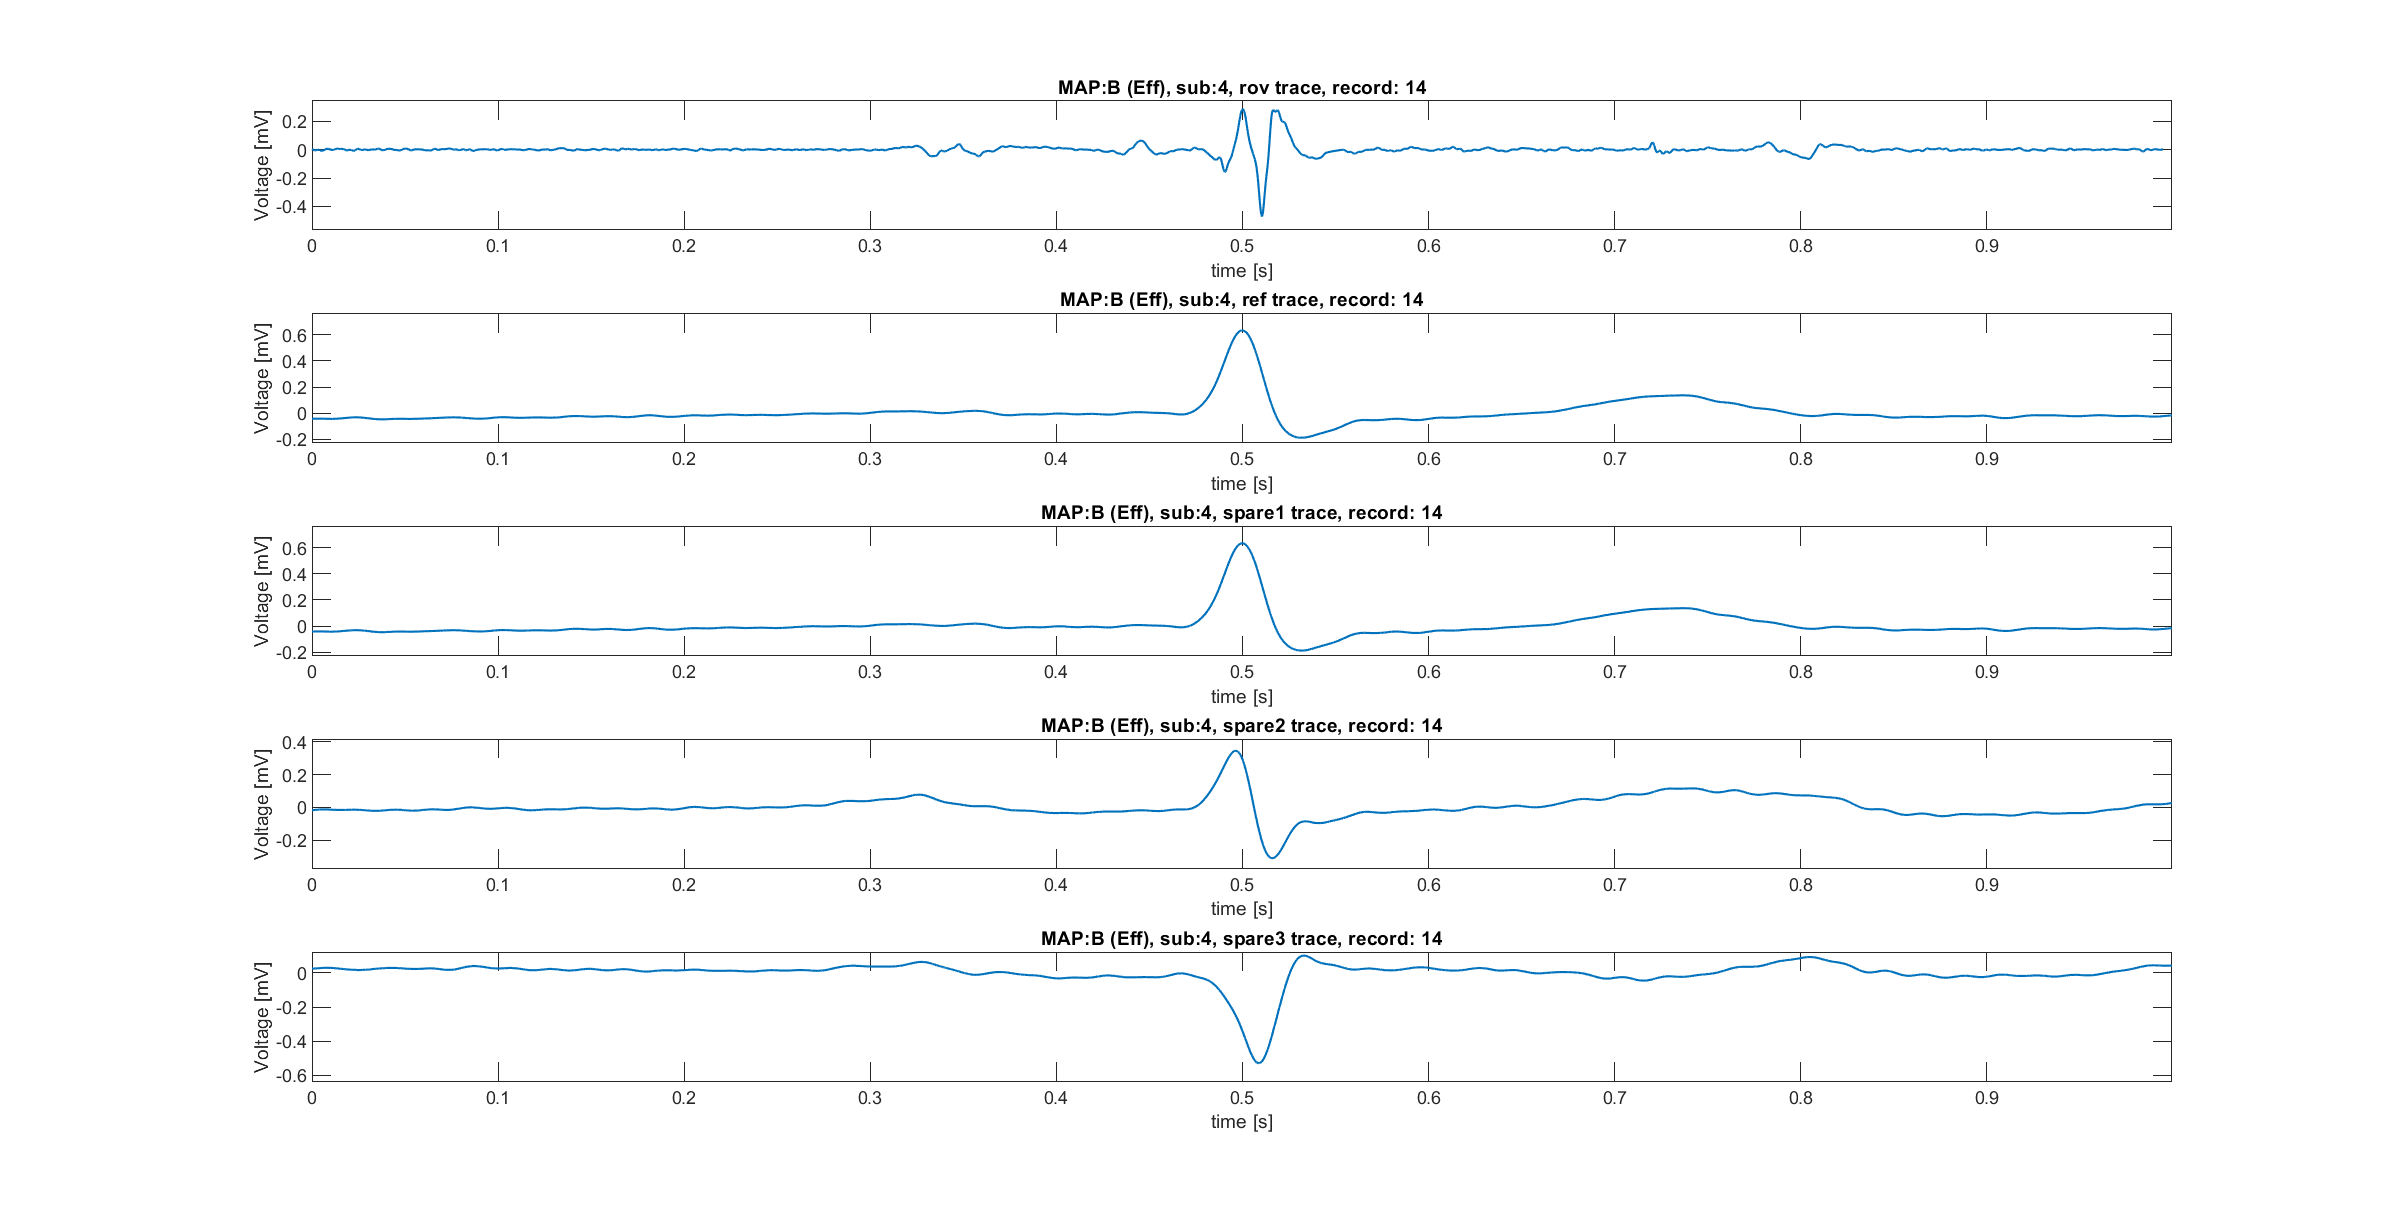 MAP:B (Eff), sub:4, rov trace, record: 14
Voltage [mV]
0.2
0
-0.2
-0.4
0 0.1 0.2 0.3 0.4 0.5 0.6 0.7 0.8 0.9
time [s]
MAP:B (Eff), sub:4, ref trace, record: 14
Voltage [mV]
0.6
0.4
0.2
0
-0.2
0 0.1 0.2 0.3 0.4 0.5 0.6 0.7 0.8 0.9
time [s]
MAP:B (Eff), sub:4, spare1 trace, record: 14
Voltage [mV]
0.6
0.4
0.2
0
-0.2
0 0.1 0.2 0.3 0.4 0.5 0.6 0.7 0.8 0.9
time [s]
MAP:B (Eff), sub:4, spare2 trace, record: 14
Voltage [mV]
0.4
0.2
0
-0.2
0 0.1 0.2 0.3 0.4 0.5 0.6 0.7 0.8 0.9
time [s]
MAP:B (Eff), sub:4, spare3 trace, record: 14
Voltage [mV]
0
-0.2
-0.4
-0.6
0 0.1 0.2 0.3 0.4 0.5 0.6 0.7 0.8 0.9
time [s]